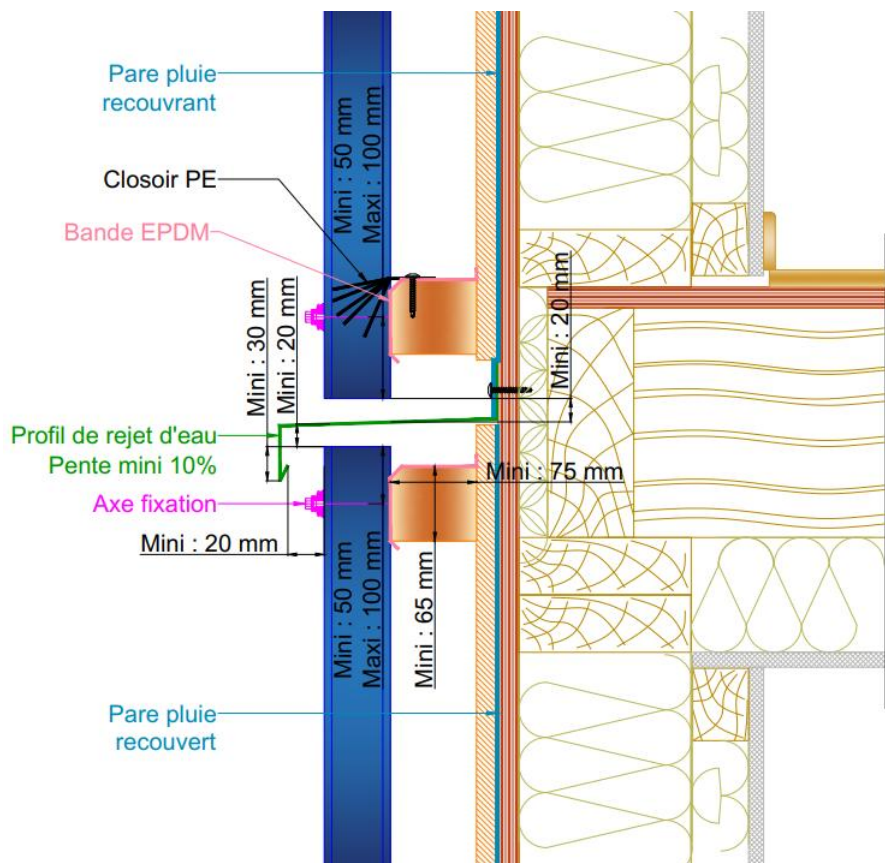 Pare pluie
recouvrant
Closoir PE
Bande EPDM
Mini : 50 mm
Maxi : 100 mm
Mini : 30 mm
Mini : 20 mm
Mini : 20 mm
Profil de rejet d'eau
Pente mini 10%
Mini : 75 mm
Axe fixation
Mini : 20 mm
Mini : 50 mm
Maxi : 100 mm
Mini : 65 mm
Pare pluie
recouvert